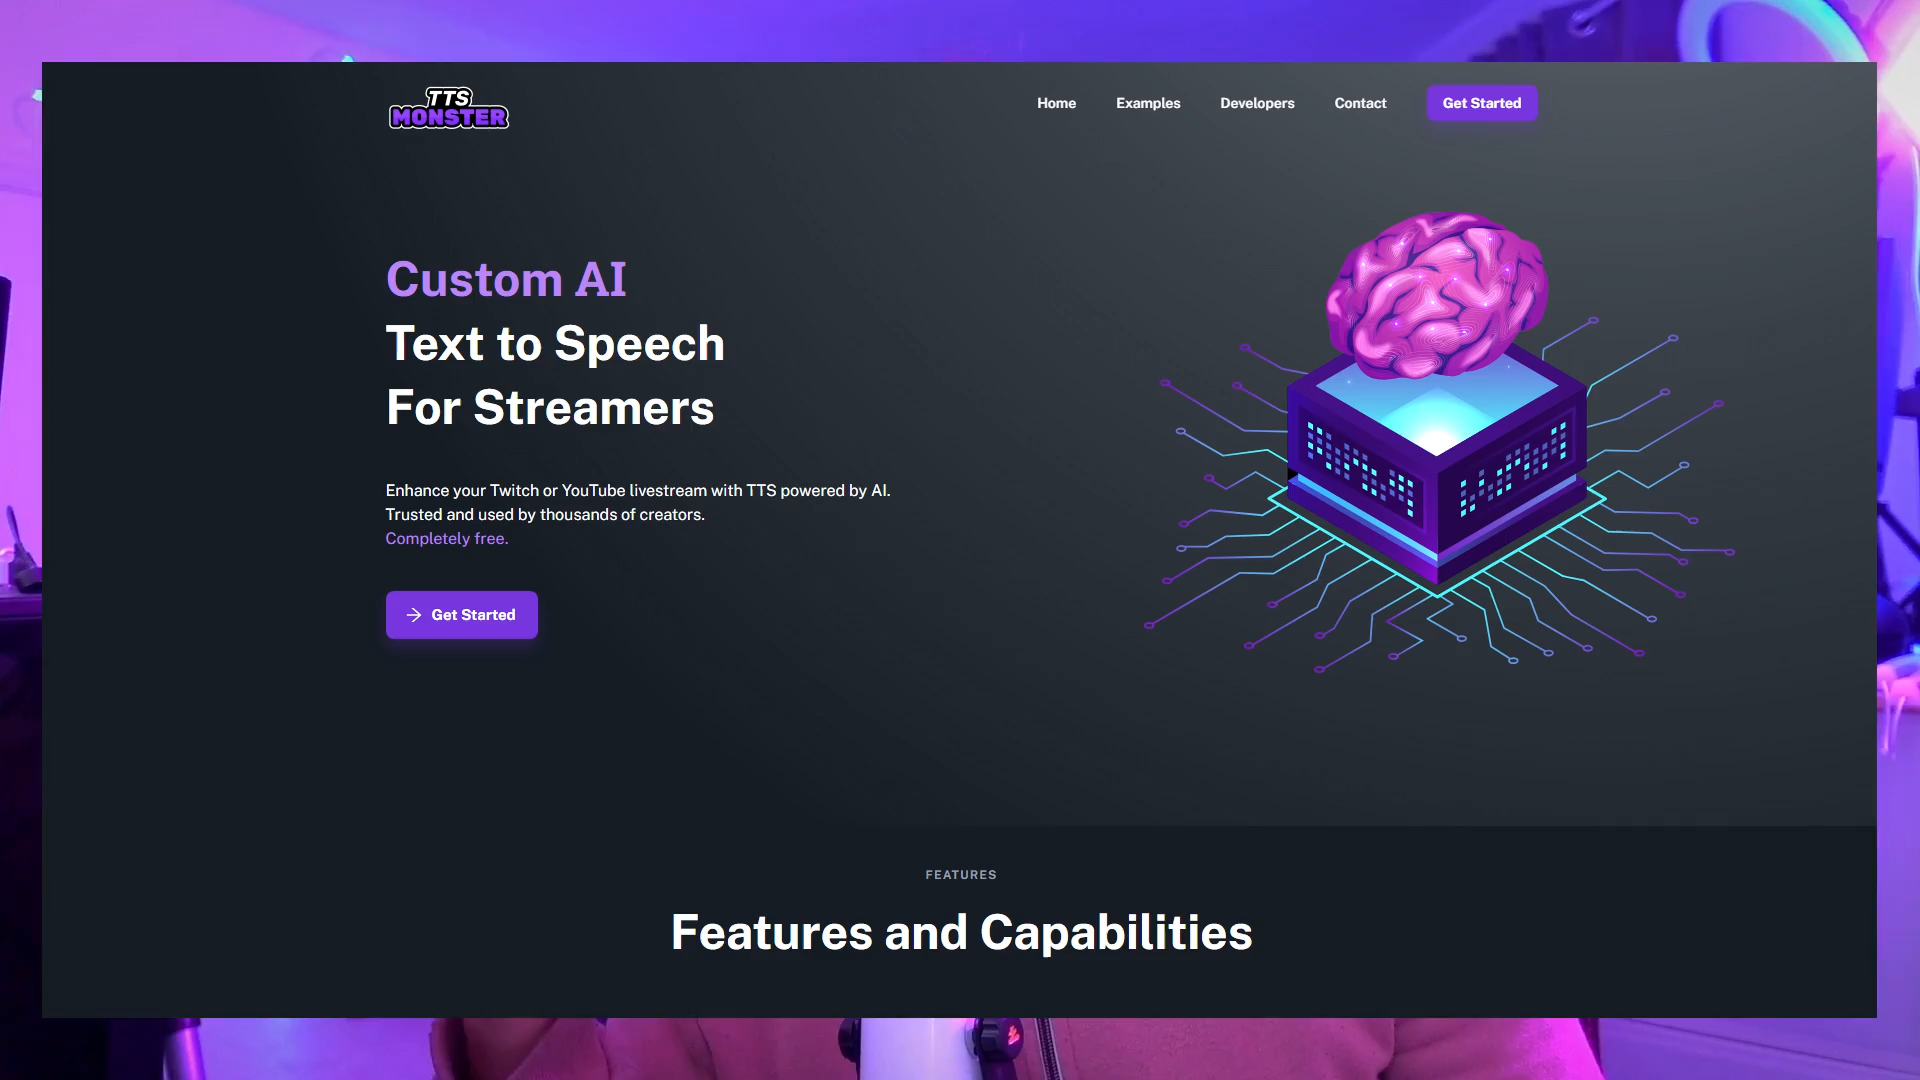 TTS
MONSTER
Home
Examples
Developers
Contact
Get Started
Custom AI
Text to Speech
For Streamers
Enhance your Twitch or YouTube livestream with TTS powered by AI.
Trusted and used by thousands of creators.
Completely free.
Get Started
FEATURES
Features and Capabilities